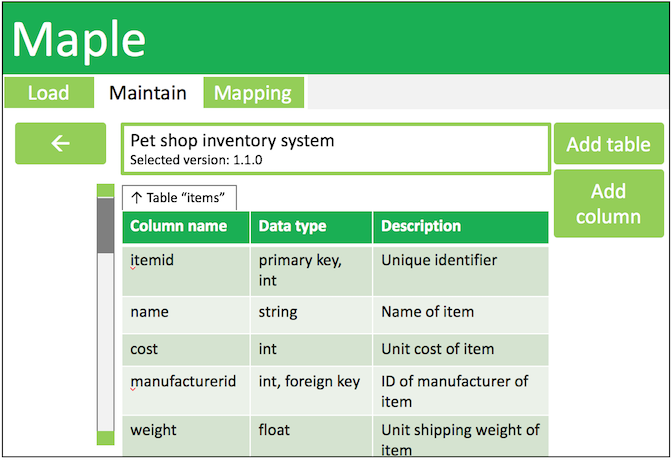 Maple
Load Maintain Mapping
← Pet shop inventory system Add table
Selected version: 1.1.0
Add
column
↑ Table “items”
Column name Data type Description
itemid primary key, Unique identifier
int
name string Name of item
cost int Unit cost of item
manufacturerid int, foreign key ID of manufacturer of
item
weight float Unit shipping weight of
item